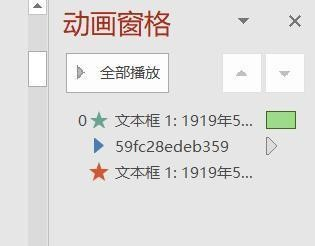 动画窗格
全部播放
0 文本框 1: 1919年5...
59fc28edeb359
文本框 1: 1919年5...